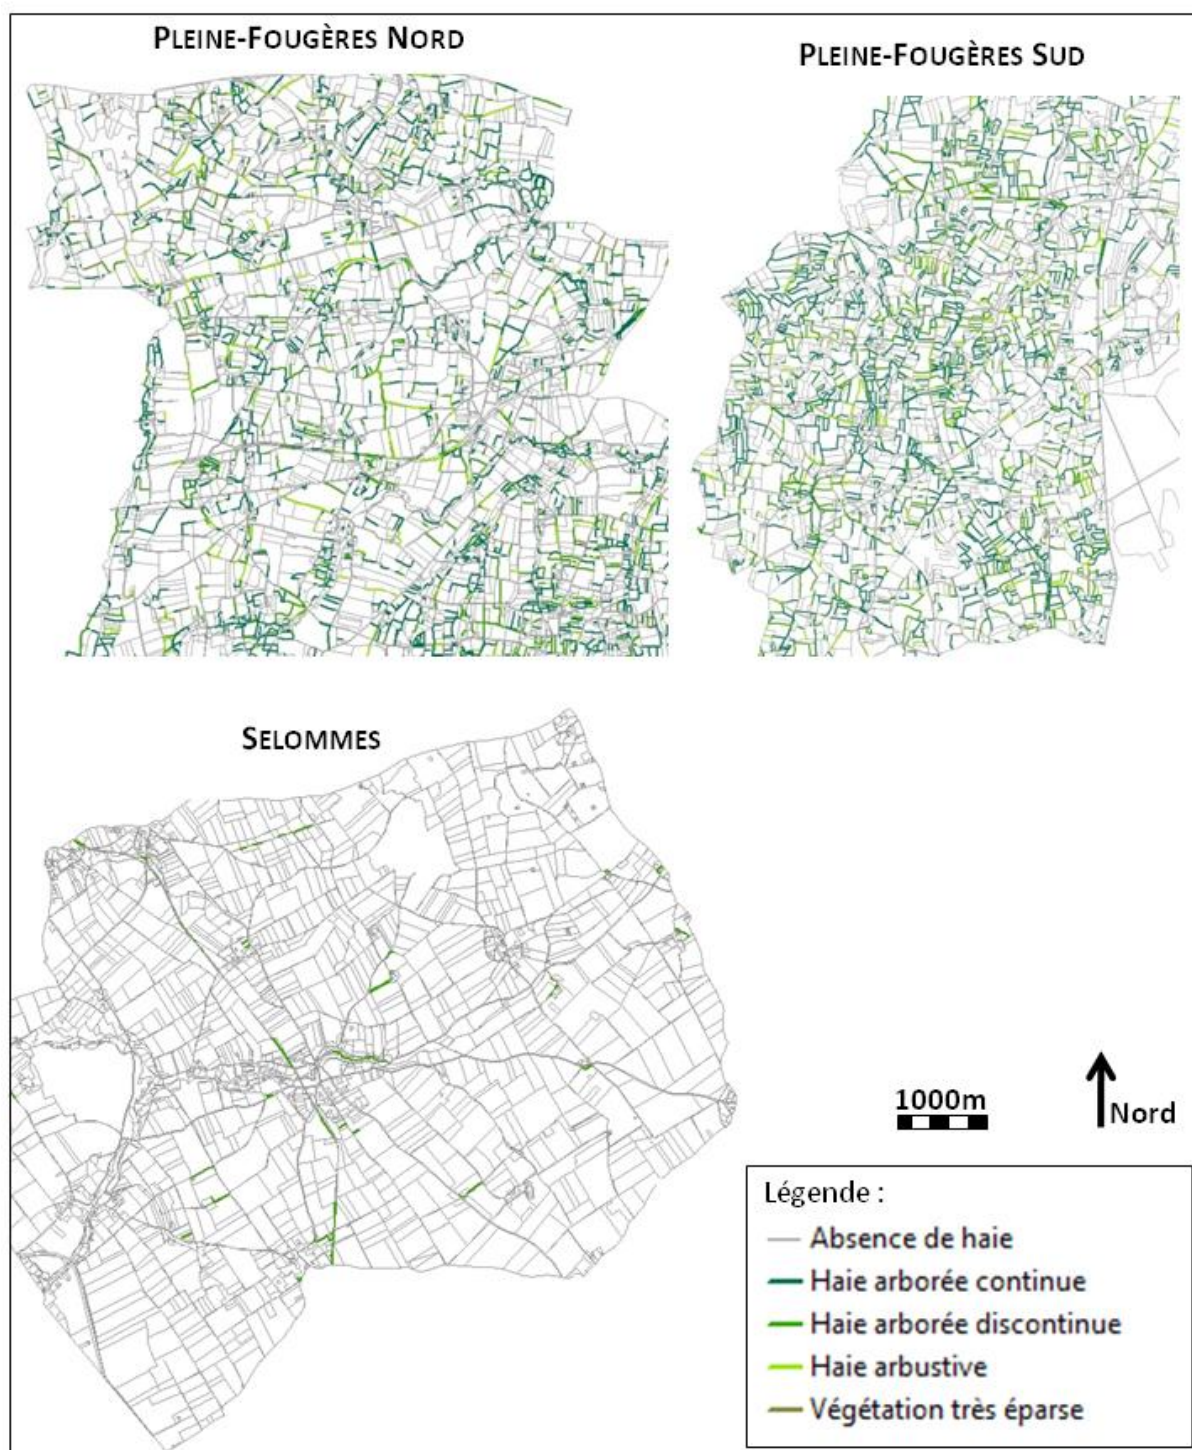 PLEINE-FOUGÈRES NORD
PLEINE-FOUGÈRES SUD
SELOMMES
1000m
Nord
Légende :
Absence de haie
Haie arborée continue
Haie arborée discontinue
Haie arbustive
Végétation très éparse